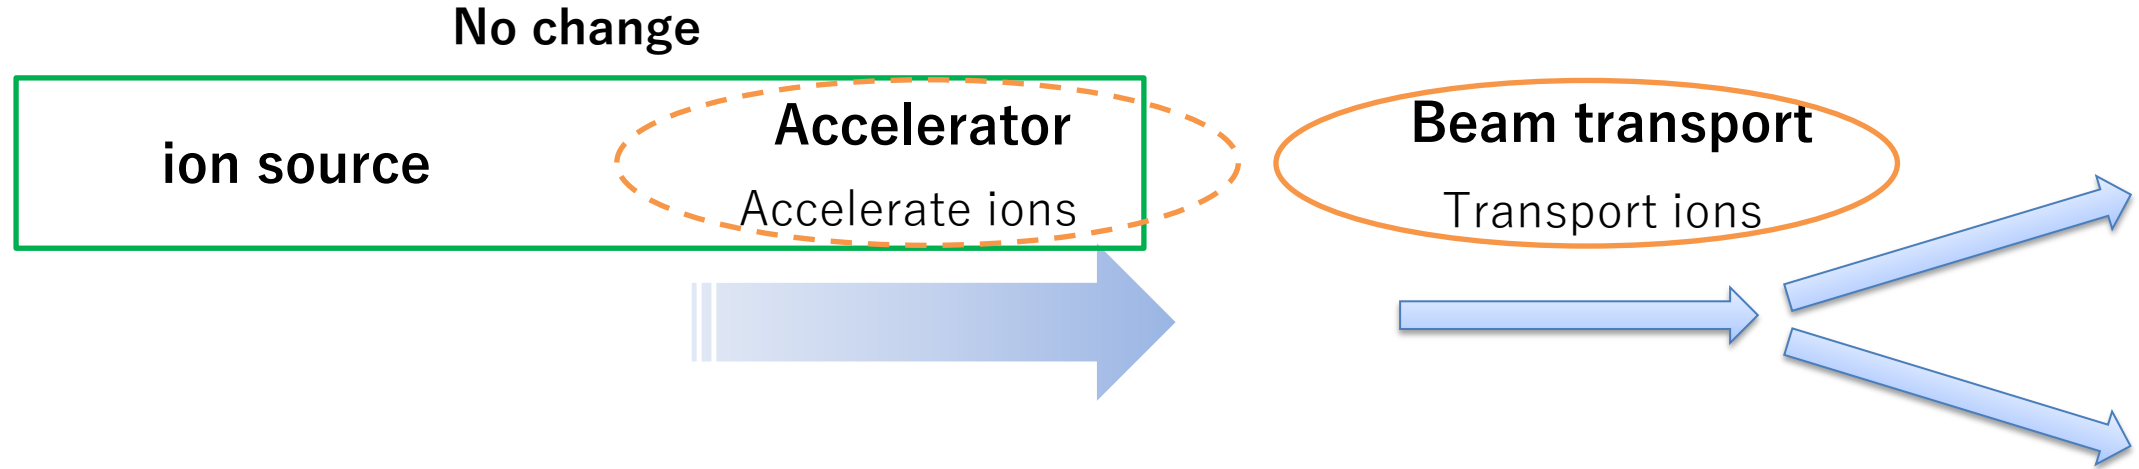 No change
ion source
Accelerator
Accelerate ions
Beam transport
Transport ions